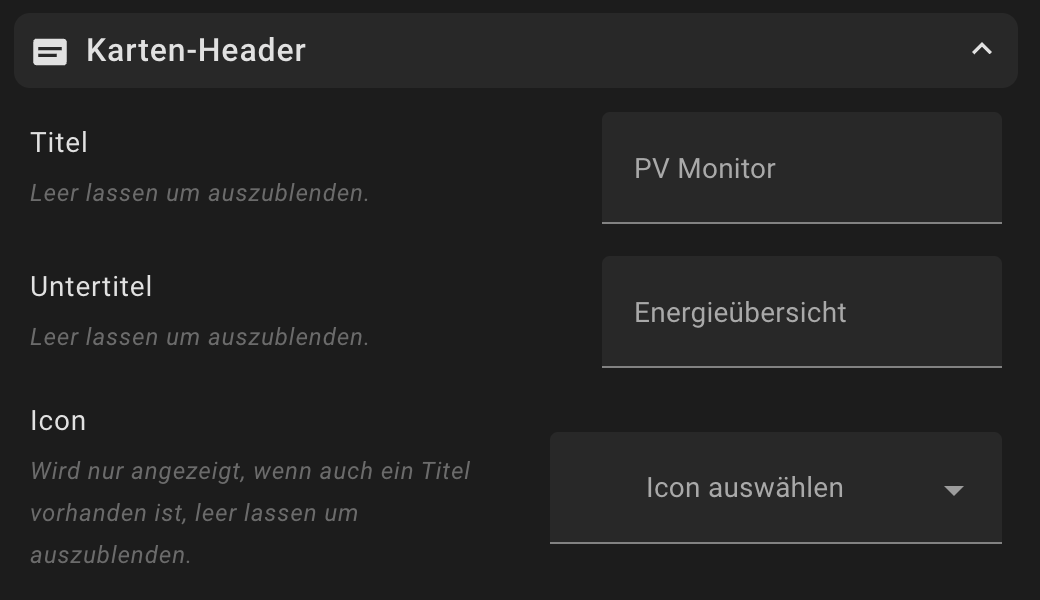 Karten-Header
Titel
PV Monitor
Leer lassen um auszublenden.
Untertitel
Energieübersicht
Leer lassen um auszublenden.
Icon
Wird nur angezeigt, wenn auch ein Titel
vorhanden ist, leer lassen um
auszublenden.
Icon auswählen